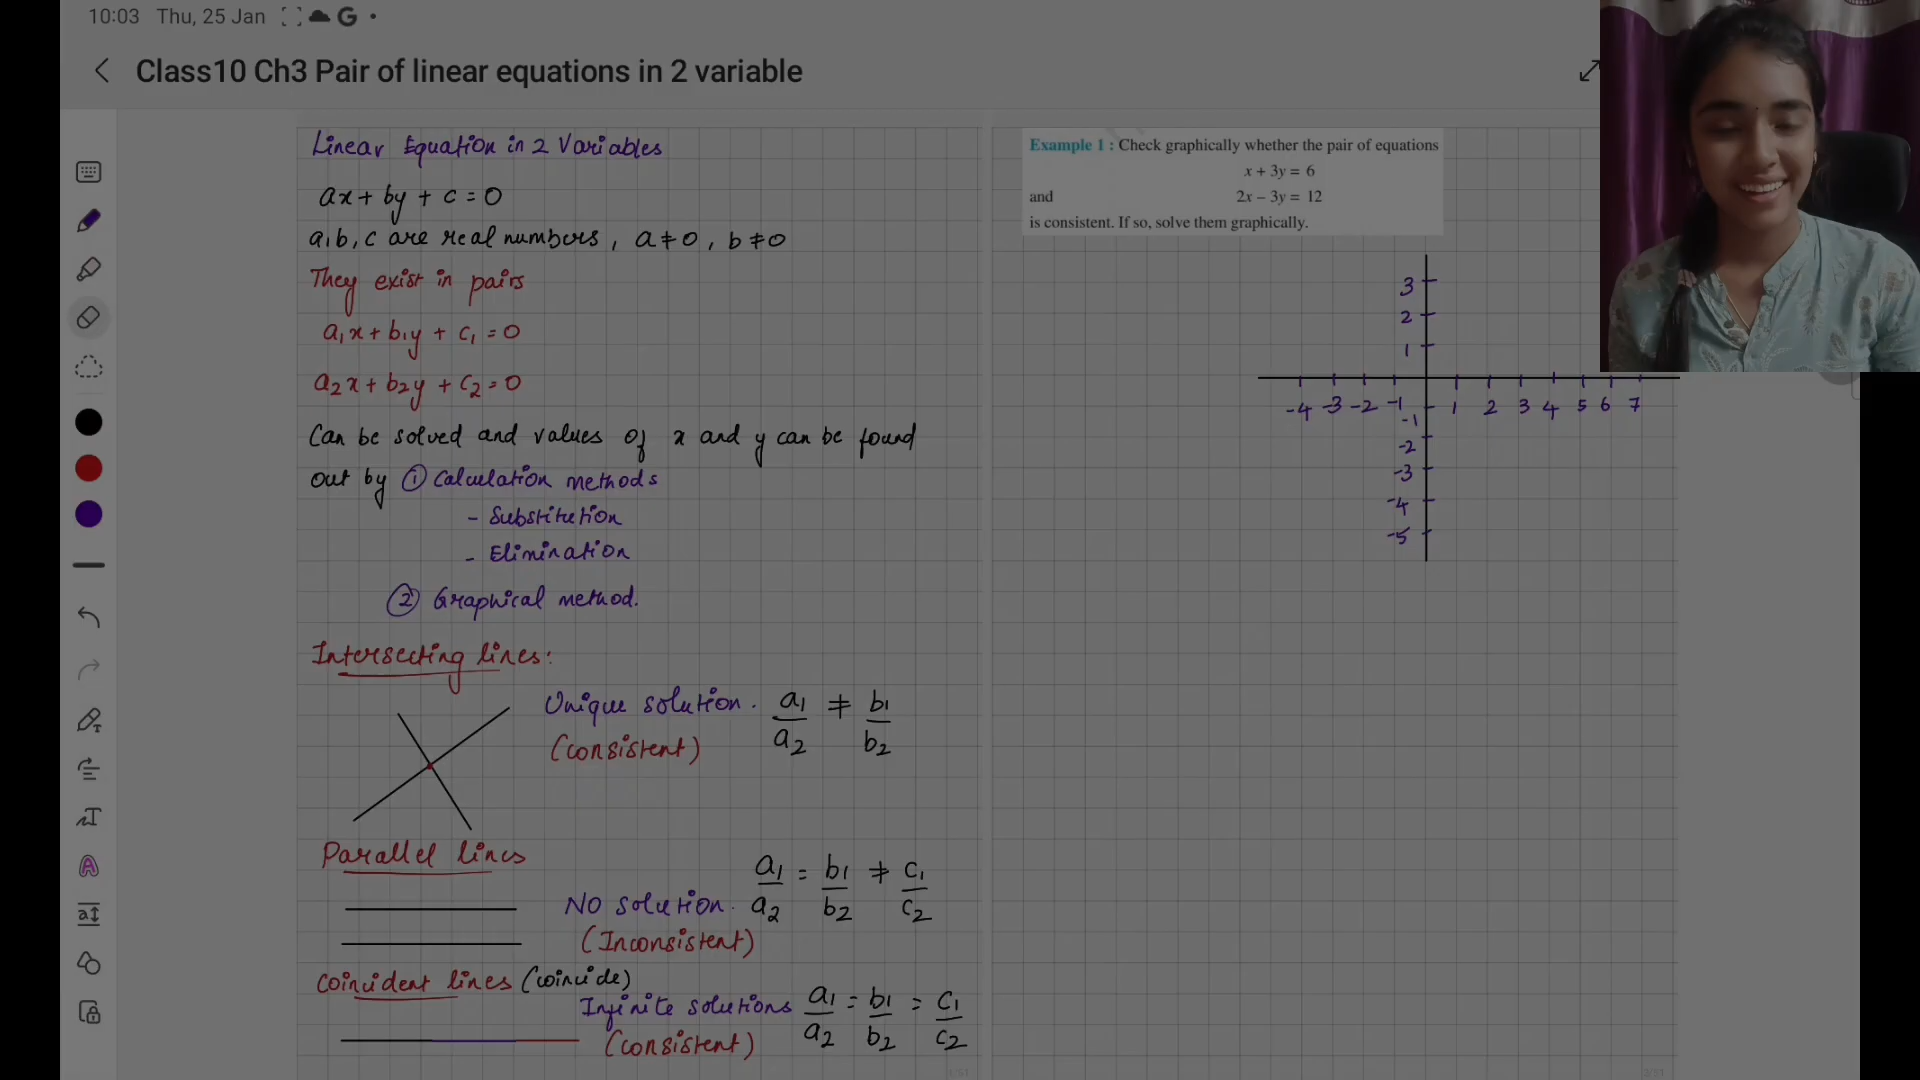 10:03 Thu, 25 Jan
Class10 Ch3 Pair of linear equations in 2 variable
Linear Equation in 2 Variables
ax + by + c = 0
a, b, c are real numbers, a ≠ 0, b ≠ 0
They exist in pairs
a₁x + b₁y + c₁ = 0
a₂x + b₂y + c₂ = 0
Can be solved and values of x and y can be found
out by ① Calculation methods
- Substitution
- Elimination
② Graphical method.
Intersecting lines:
Unique solution. a₁/a₂ ≠ b₁/b₂
(consistent)
Parallel lines
No solution. a₁/a₂ = b₁/b₂ ≠ c₁/c₂
(Inconsistent)
Coincident lines (coincide)
Infinite solutions a₁/a₂ = b₁/b₂ = c₁/c₂
(consistent)
Example 1 : Check graphically whether the pair of equations
x + 3y = 6
and 2x – 3y = 12
is consistent. If so, solve them graphically.
3
2
1
-4 -3 -2 -1 1 2 3 4 5 6 7
-1
-2
-3
-4
-5